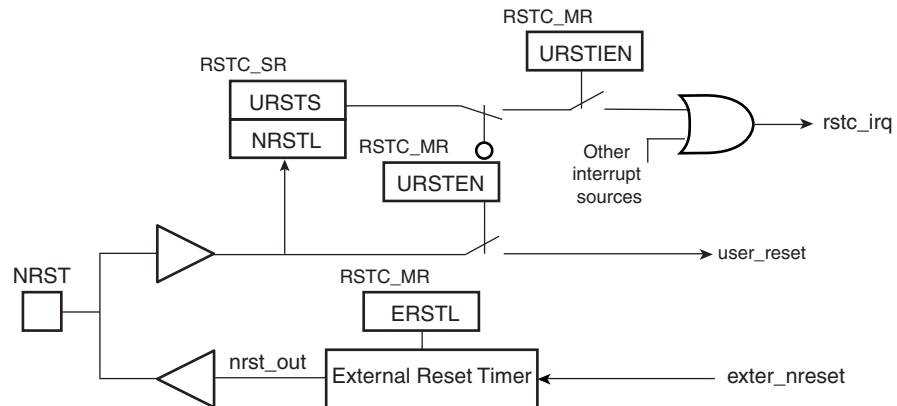 RSTC_MR
URSTIEN
RSTC_SR
URSTS
NRSTL
rstc_irq
RSTC_MR
URSTEN
Other
interrupt
sources
user_reset
NRST
RSTC_MR
ERSTL
nrst_out
External Reset Timer
exter_nreset